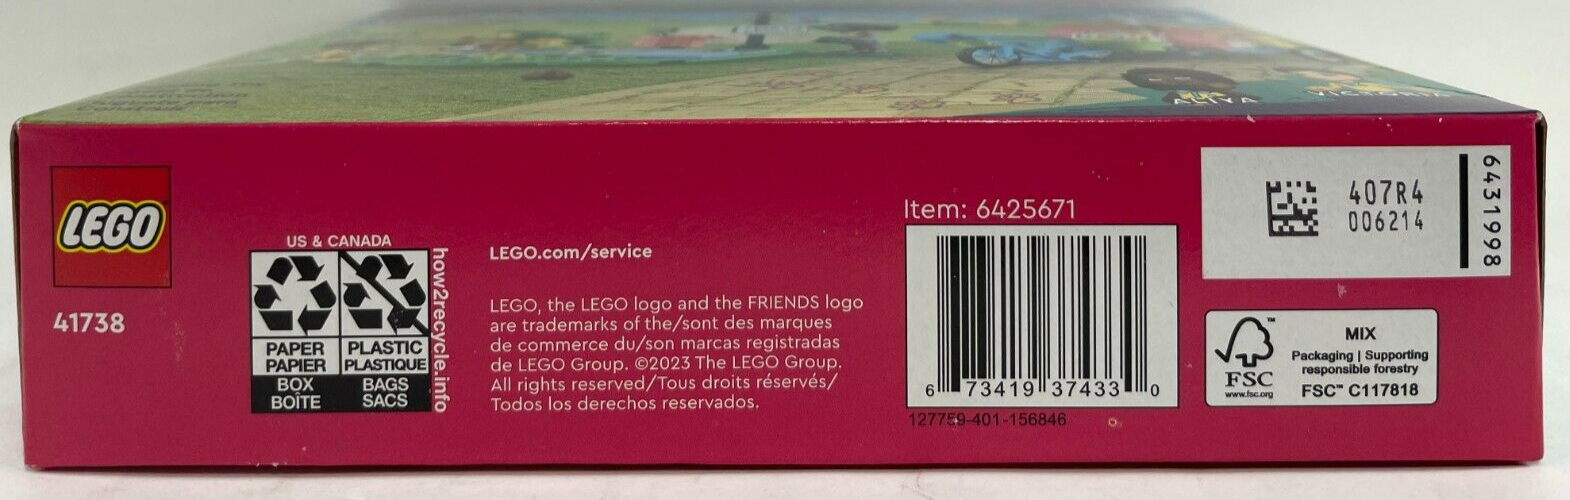 ALIYA
LEGO
41738
US & CANADA
PAPER
PAPIER
BOX
BOÎTE
PLASTIC
PLASTIQUE
BAGS
SACS
how2recycle.info
LEGO.com/service
LEGO, the LEGO logo and the FRIENDS logo
are trademarks of the/sont des marques
de commerce du/son marcas registradas
de LEGO Group. ©2023 The LEGO Group.
All rights reserved/Tous droits réservés/
Todos los derechos reservados.
Item: 6425671
6 73419 37433 0
127759-401-156846
407R4
006214
6431998
FSC™
www.fsc.org
MIX
Packaging | Supporting
responsible forestry
FSC™ C117818